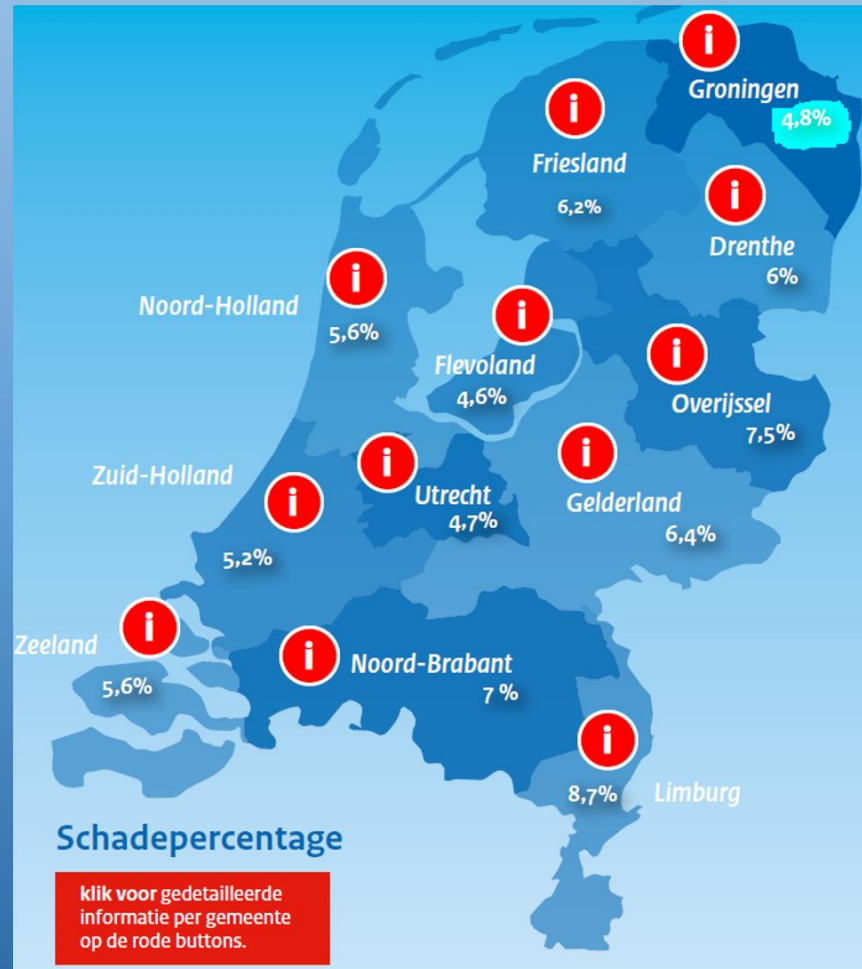 Groningen
4,8%
Friesland
6,2%
Drenthe
6%
Noord-Holland
5,6%
Flevoland
4,6%
Overijssel
7,5%
Zuid-Holland
5,2%
Utrecht
4,7%
Gelderland
6,4%
Zeeland
5,6%
Noord-Brabant
7 %
Limburg
8,7%
Schadepercentage
klik voor gedetailleerde
informatie per gemeente
op de rode buttons.